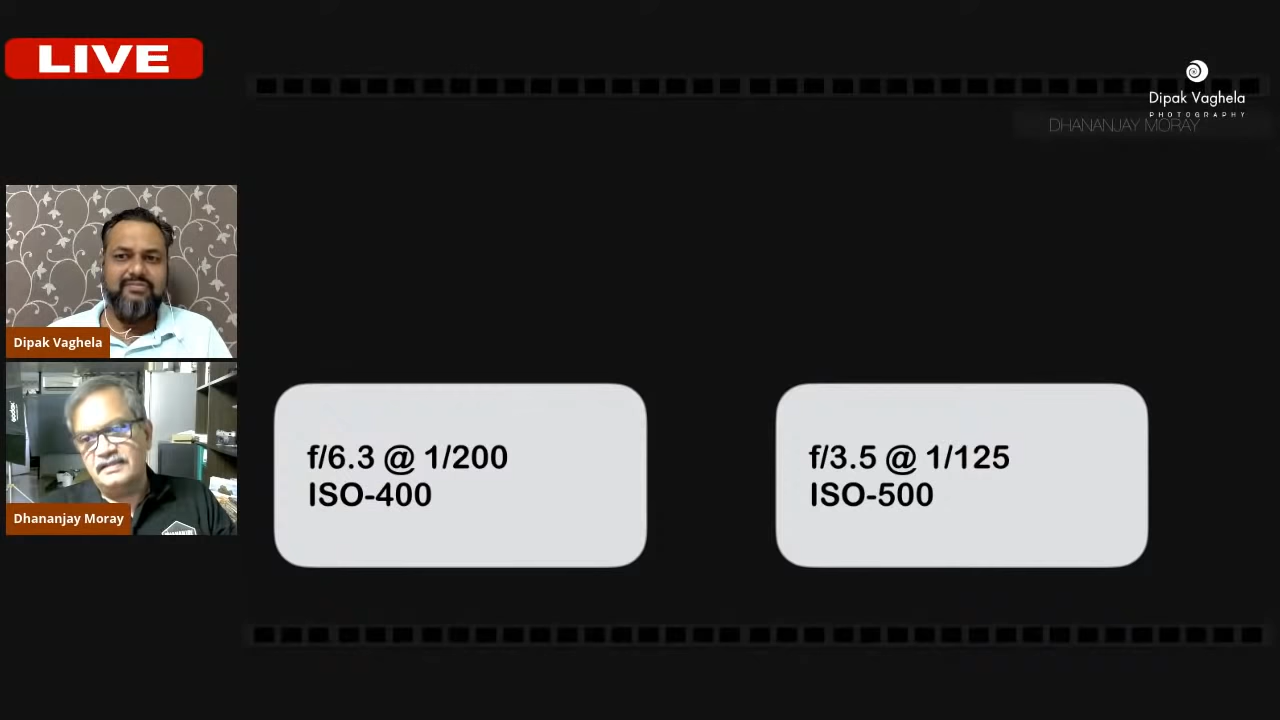 LIVE
Dipak Vaghela
PHOTOGRAPHY
DHANANJAY MORAY
Dipak Vaghela
Dhananjay Moray
f/6.3 @ 1/200
ISO-400
f/3.5 @ 1/125
ISO-500